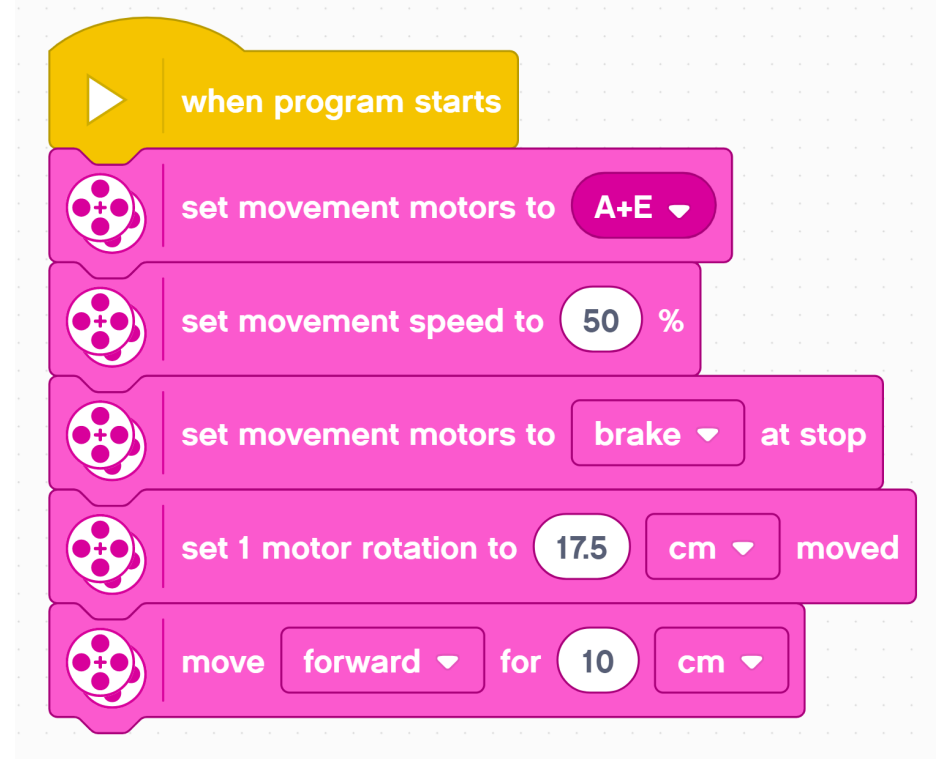 when program starts
set movement motors to A+E
set movement speed to 50 %
set movement motors to brake at stop
set 1 motor rotation to 17.5 cm moved
move forward for 10 cm